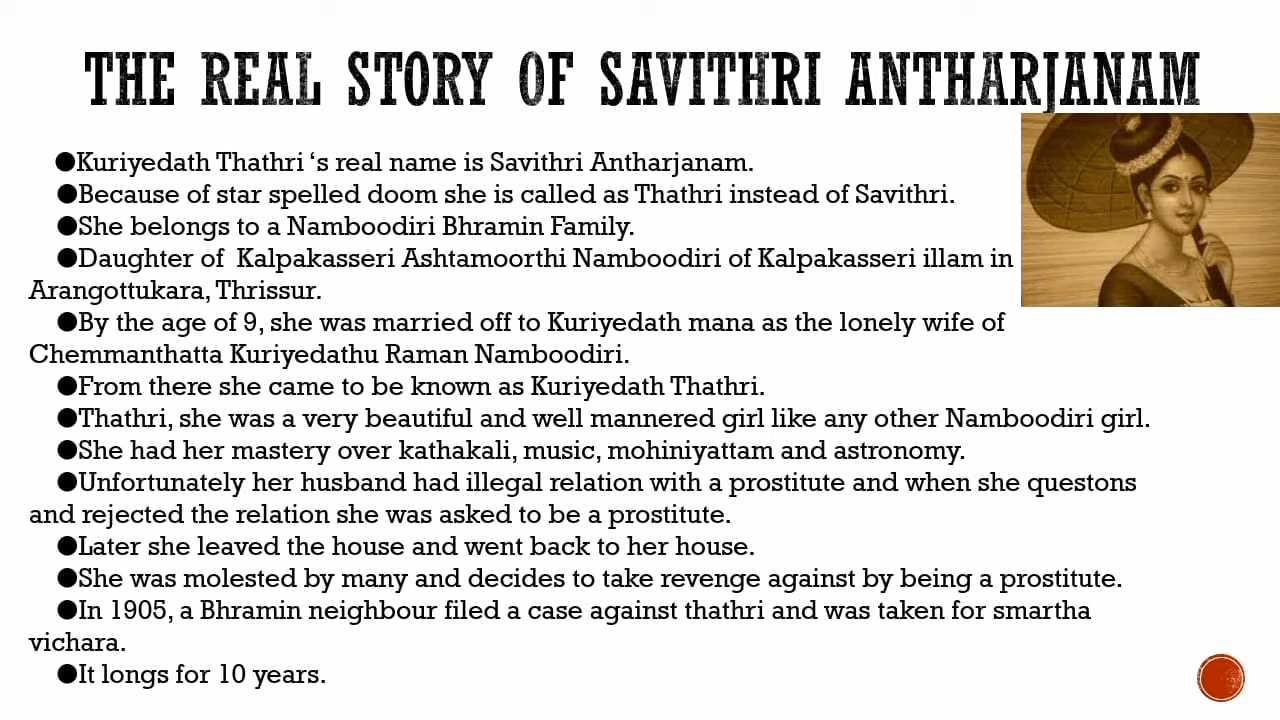 THE REAL STORY OF SAVITHRI ANTHARJANAM
●Kuriyedath Thathri ‘s real name is Savithri Antharjanam.
●Because of star spelled doom she is called as Thathri instead of Savithri.
●She belongs to a Namboodiri Bhramin Family.
●Daughter of  Kalpakasseri Ashtamoorthi Namboodiri of Kalpakasseri illam in
Arangottukara, Thrissur.
●By the age of 9, she was married off to Kuriyedath mana as the lonely wife of
Chemmanthatta Kuriyedathu Raman Namboodiri.
●From there she came to be known as Kuriyedath Thathri.
●Thathri, she was a very beautiful and well mannered girl like any other Namboodiri girl.
●She had her mastery over kathakali, music, mohiniyattam and astronomy.
●Unfortunately her husband had illegal relation with a prostitute and when she questons
and rejected the relation she was asked to be a prostitute.
●Later she leaved the house and went back to her house.
●She was molested by many and decides to take revenge against by being a prostitute.
●In 1905, a Bhramin neighbour filed a case against thathri and was taken for smartha
vichara.
●It longs for 10 years.